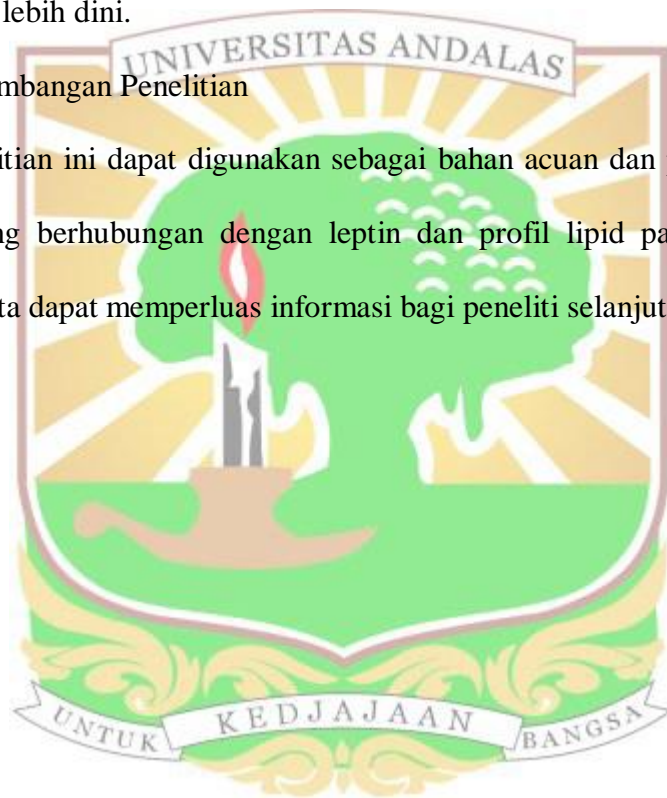 lebih dini.
UNIVERSITAS ANDALAS
mbangan Penelitian
itian ini dapat digunakan sebagai bahan acuan dan
ng berhubungan dengan leptin dan profil lipid pa
ta dapat memperluas informasi bagi peneliti selanjut
UNTUK KEDJAJAAN BANGSA